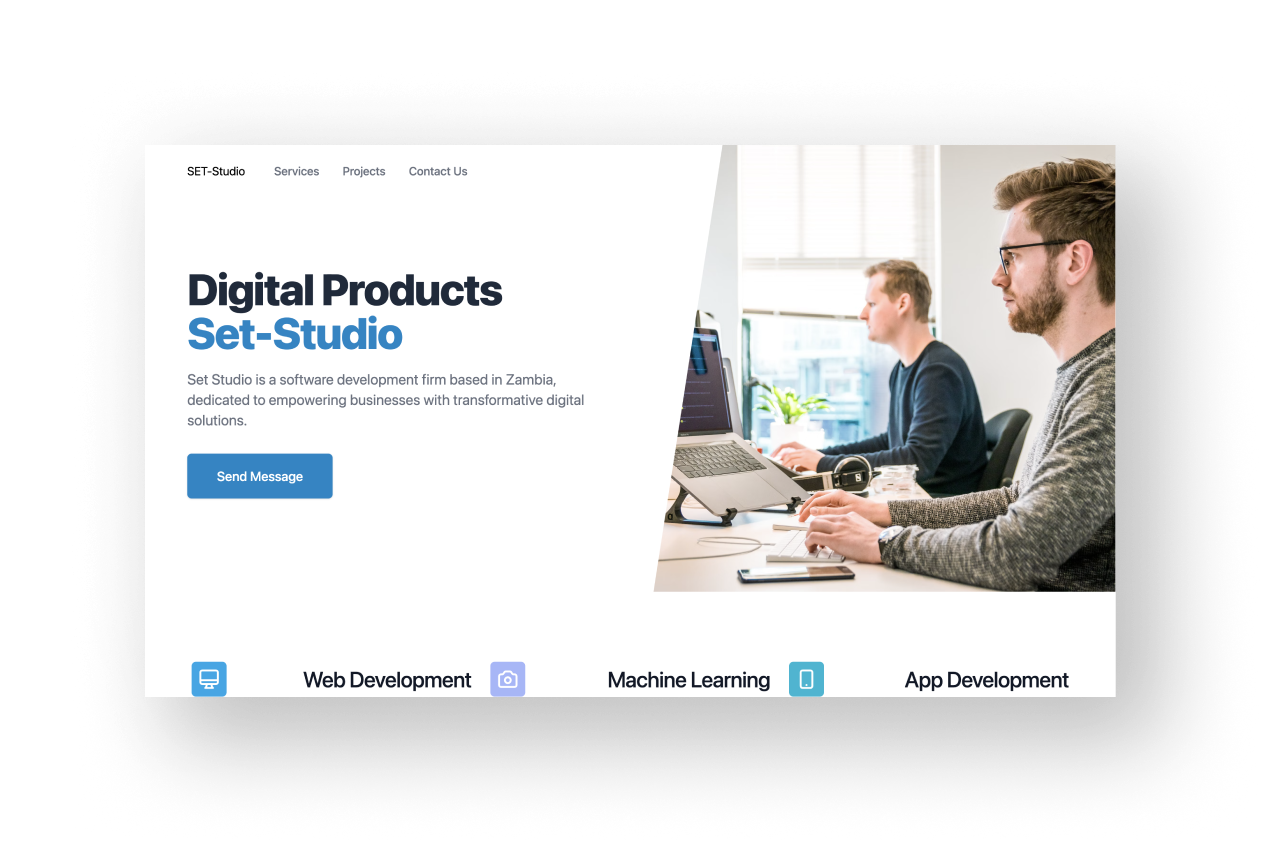 SET-Studio Services Projects Contact Us
Digital Products
Set-Studio
Set Studio is a software development firm based in Zambia,
dedicated to empowering businesses with transformative digital
solutions.
Send Message
Web Development Machine Learning App Development